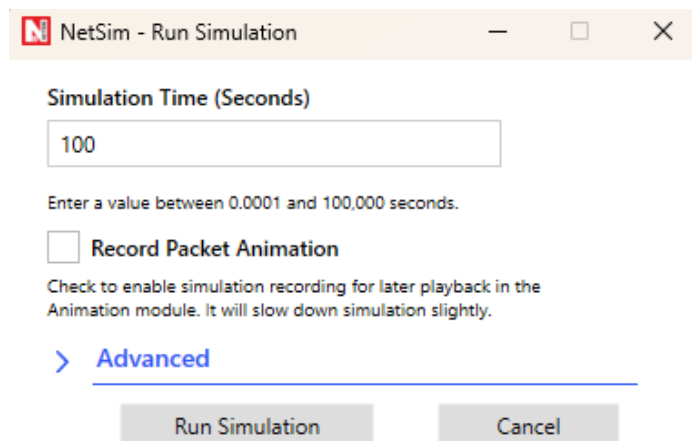 NetSim - Run Simulation
Simulation Time (Seconds)
100
Enter a value between 0.0001 and 100,000 seconds.
Record Packet Animation
Check to enable simulation recording for later playback in the
Animation module. It will slow down simulation slightly.
Advanced
Run Simulation Cancel